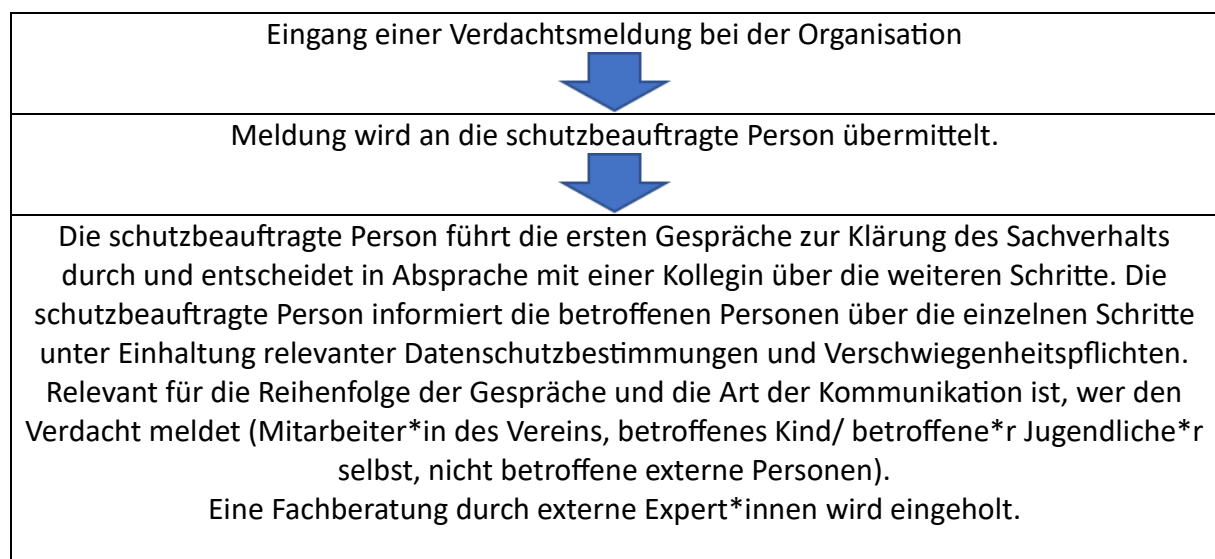 Eingang einer Verdachtsmeldung bei der Organisation
Meldung wird an die schutzbeauftragte Person übermittelt.
Die schutzbeauftragte Person führt die ersten Gespräche zur Klärung des Sachverhalts
durch und entscheidet in Absprache mit einer Kollegin über die weiteren Schritte. Die
schutzbeauftragte Person informiert die betroffenen Personen über die einzelnen Schritte
unter Einhaltung relevanter Datenschutzbestimmungen und Verschwiegenheitspflichten.
Relevant für die Reihenfolge der Gespräche und die Art der Kommunikation ist, wer den
Verdacht meldet (Mitarbeiter*in des Vereins, betroffenes Kind/ betroffene*r Jugendliche*r
selbst, nicht betroffene externe Personen).
Eine Fachberatung durch externe Expert*innen wird eingeholt.